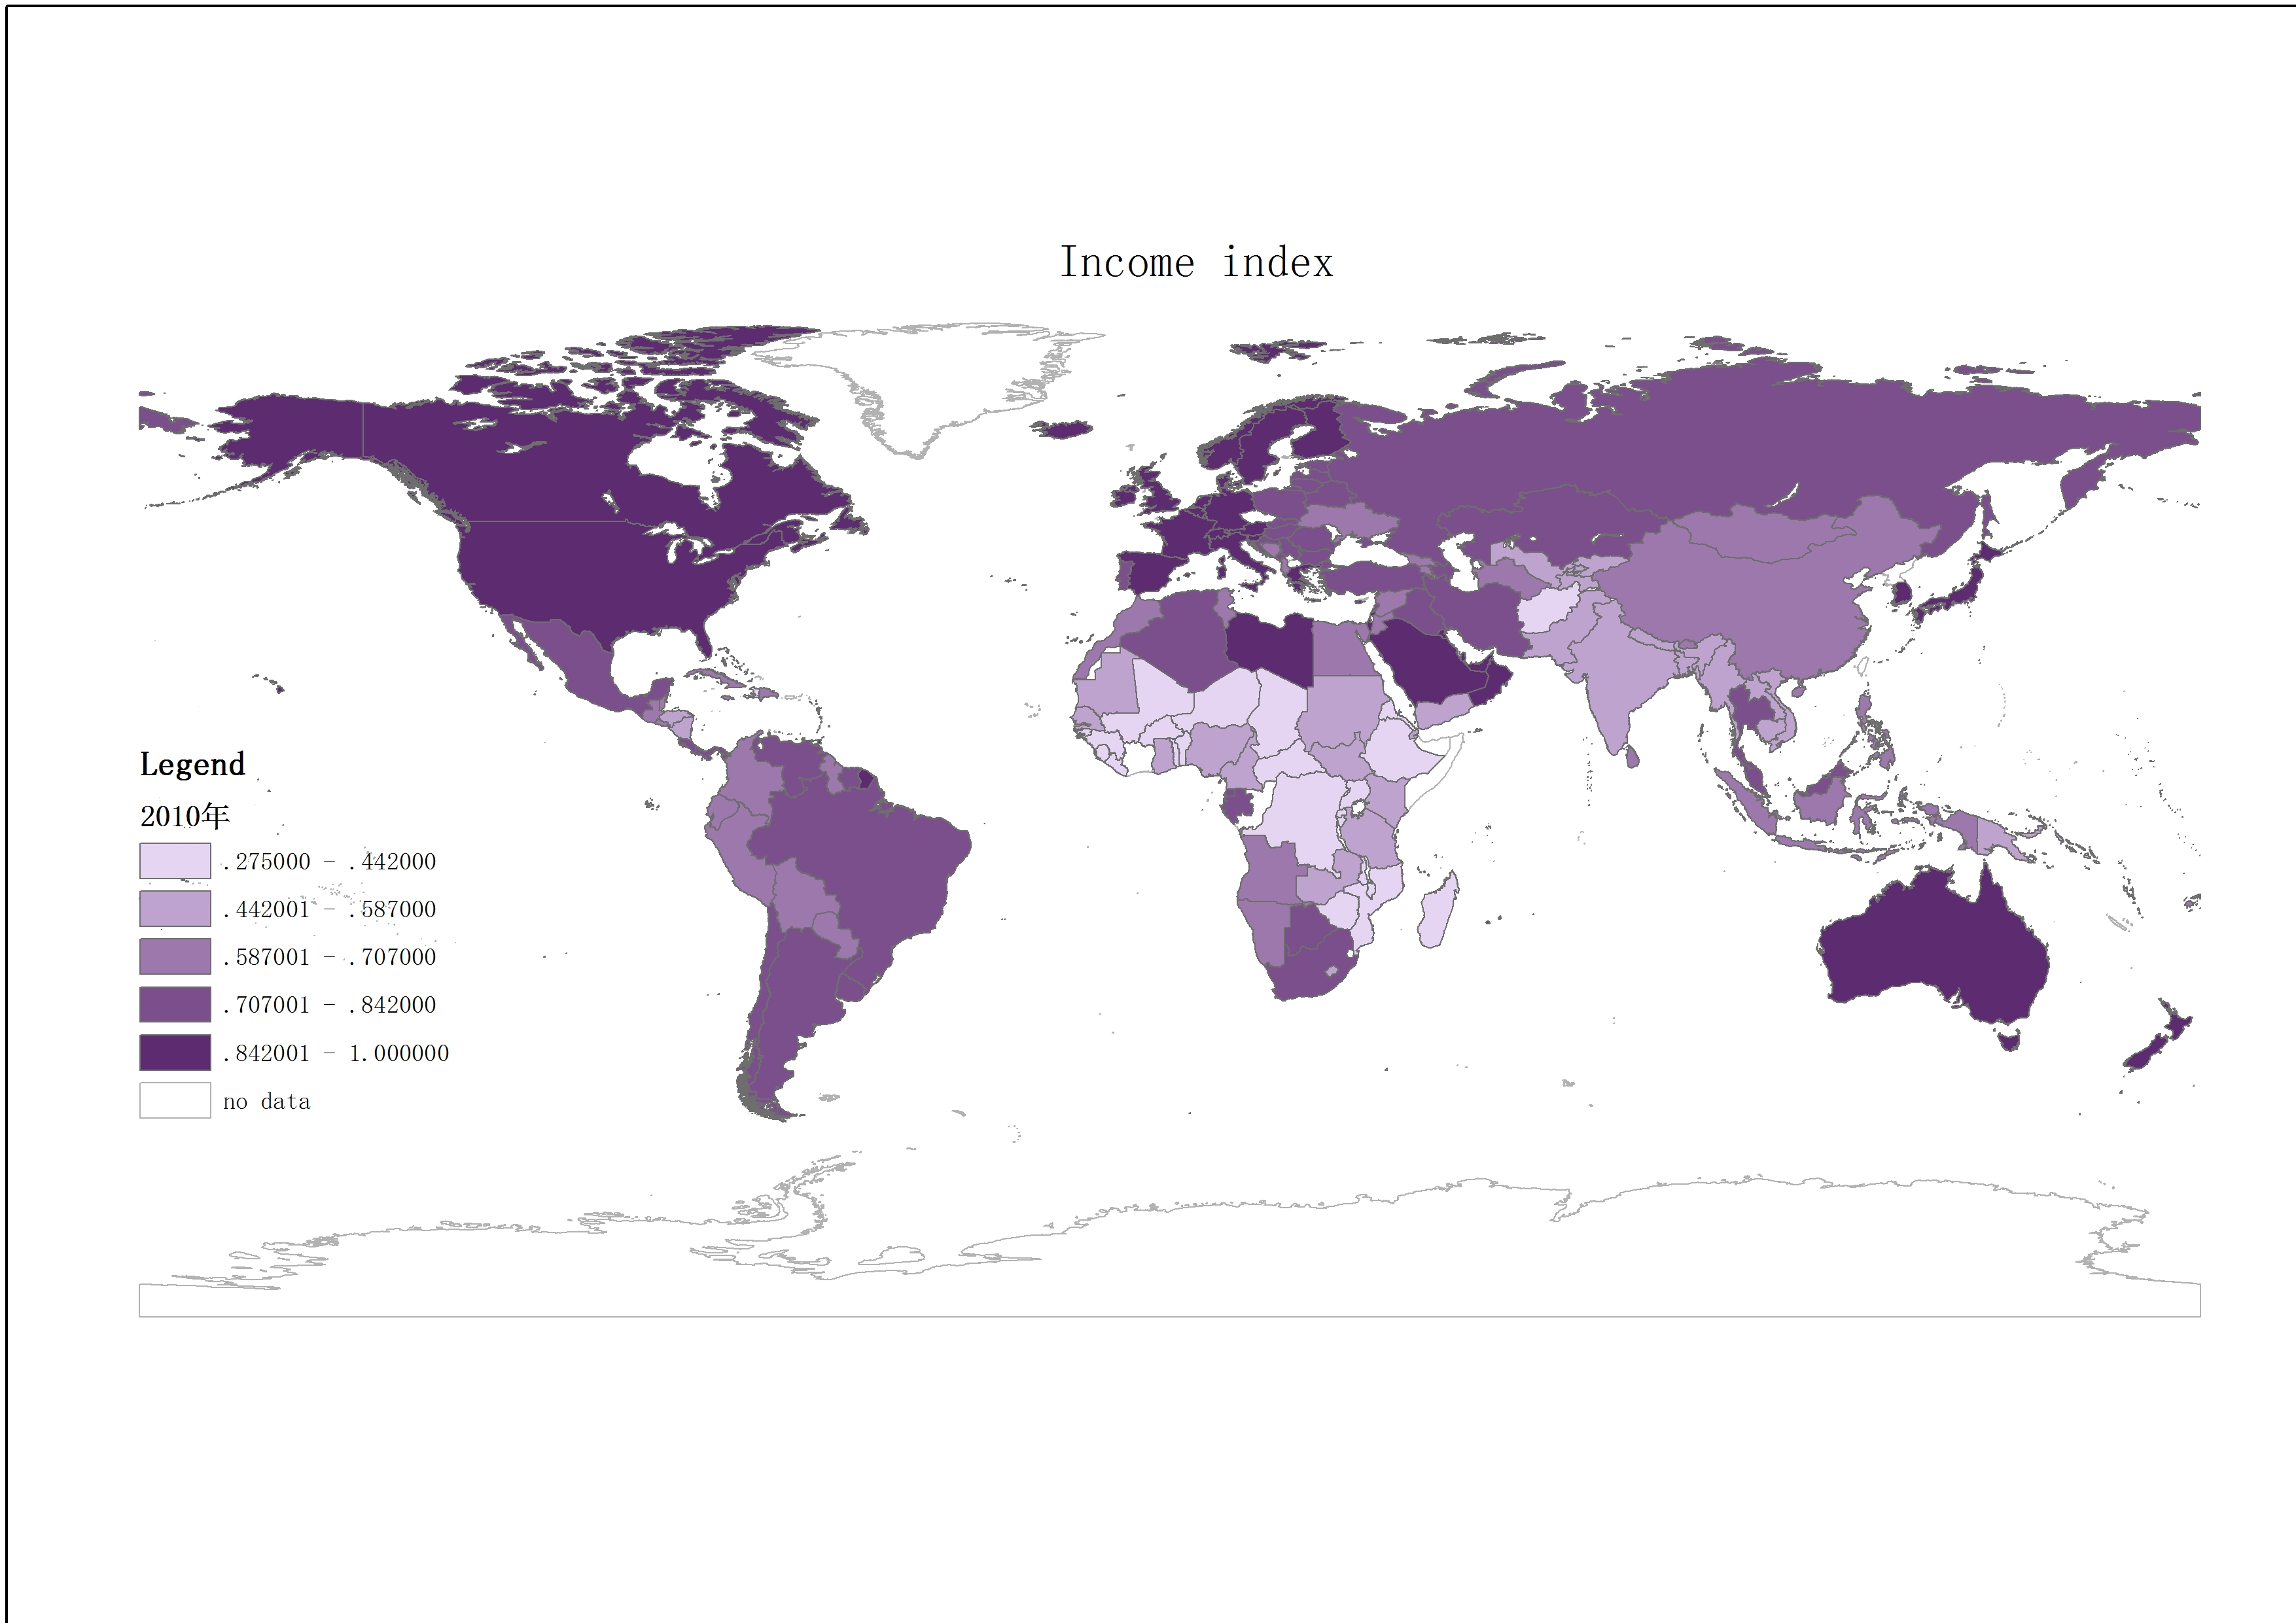 Income index
Legend
2010年
.275000 - .442000
.442001 - .587000
.587001 - .707000
.707001 - .842000
.842001 - 1.000000
no data